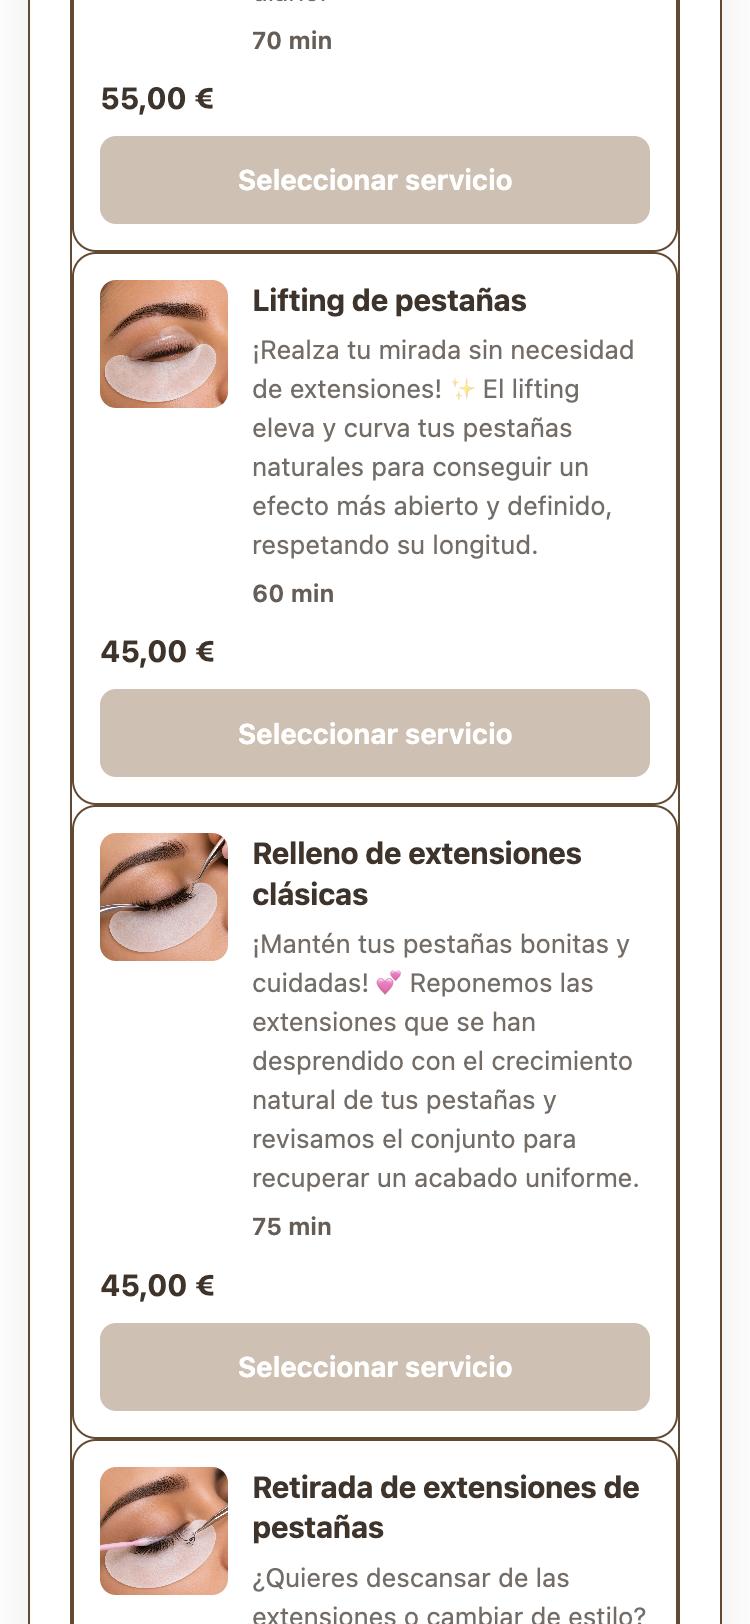 70 min
55,00 €
Seleccionar servicio
Lifting de pestañas
¡Realza tu mirada sin necesidad
de extensiones! ✨ El lifting
eleva y curva tus pestañas
naturales para conseguir un
efecto más abierto y definido,
respetando su longitud.
60 min
45,00 €
Seleccionar servicio
Relleno de extensiones
clásicas
¡Mantén tus pestañas bonitas y
cuidadas! 💕 Reponemos las
extensiones que se han
desprendido con el crecimiento
natural de tus pestañas y
revisamos el conjunto para
recuperar un acabado uniforme.
75 min
45,00 €
Seleccionar servicio
Retirada de extensiones de
pestañas
¿Quieres descansar de las
extensiones o cambiar de estilo?